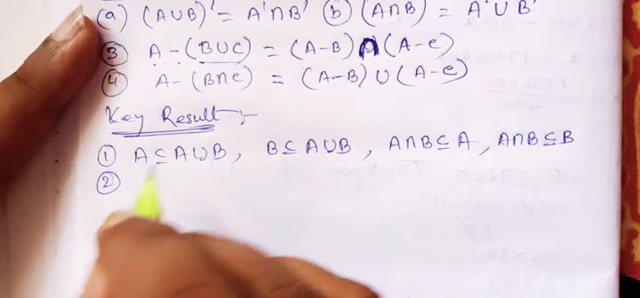 (a) (A∪B)' = A'∩B' (b) (A∩B)' = A'∪B'
(3) A-(B∪C) = (A-B)∩(A-C)
(4) A-(B∩C) = (A-B)∪(A-C)
Key Result :-
(1) A⊆A∪B, B⊆A∪B, A∩B⊆A, A∩B⊆B
(2)